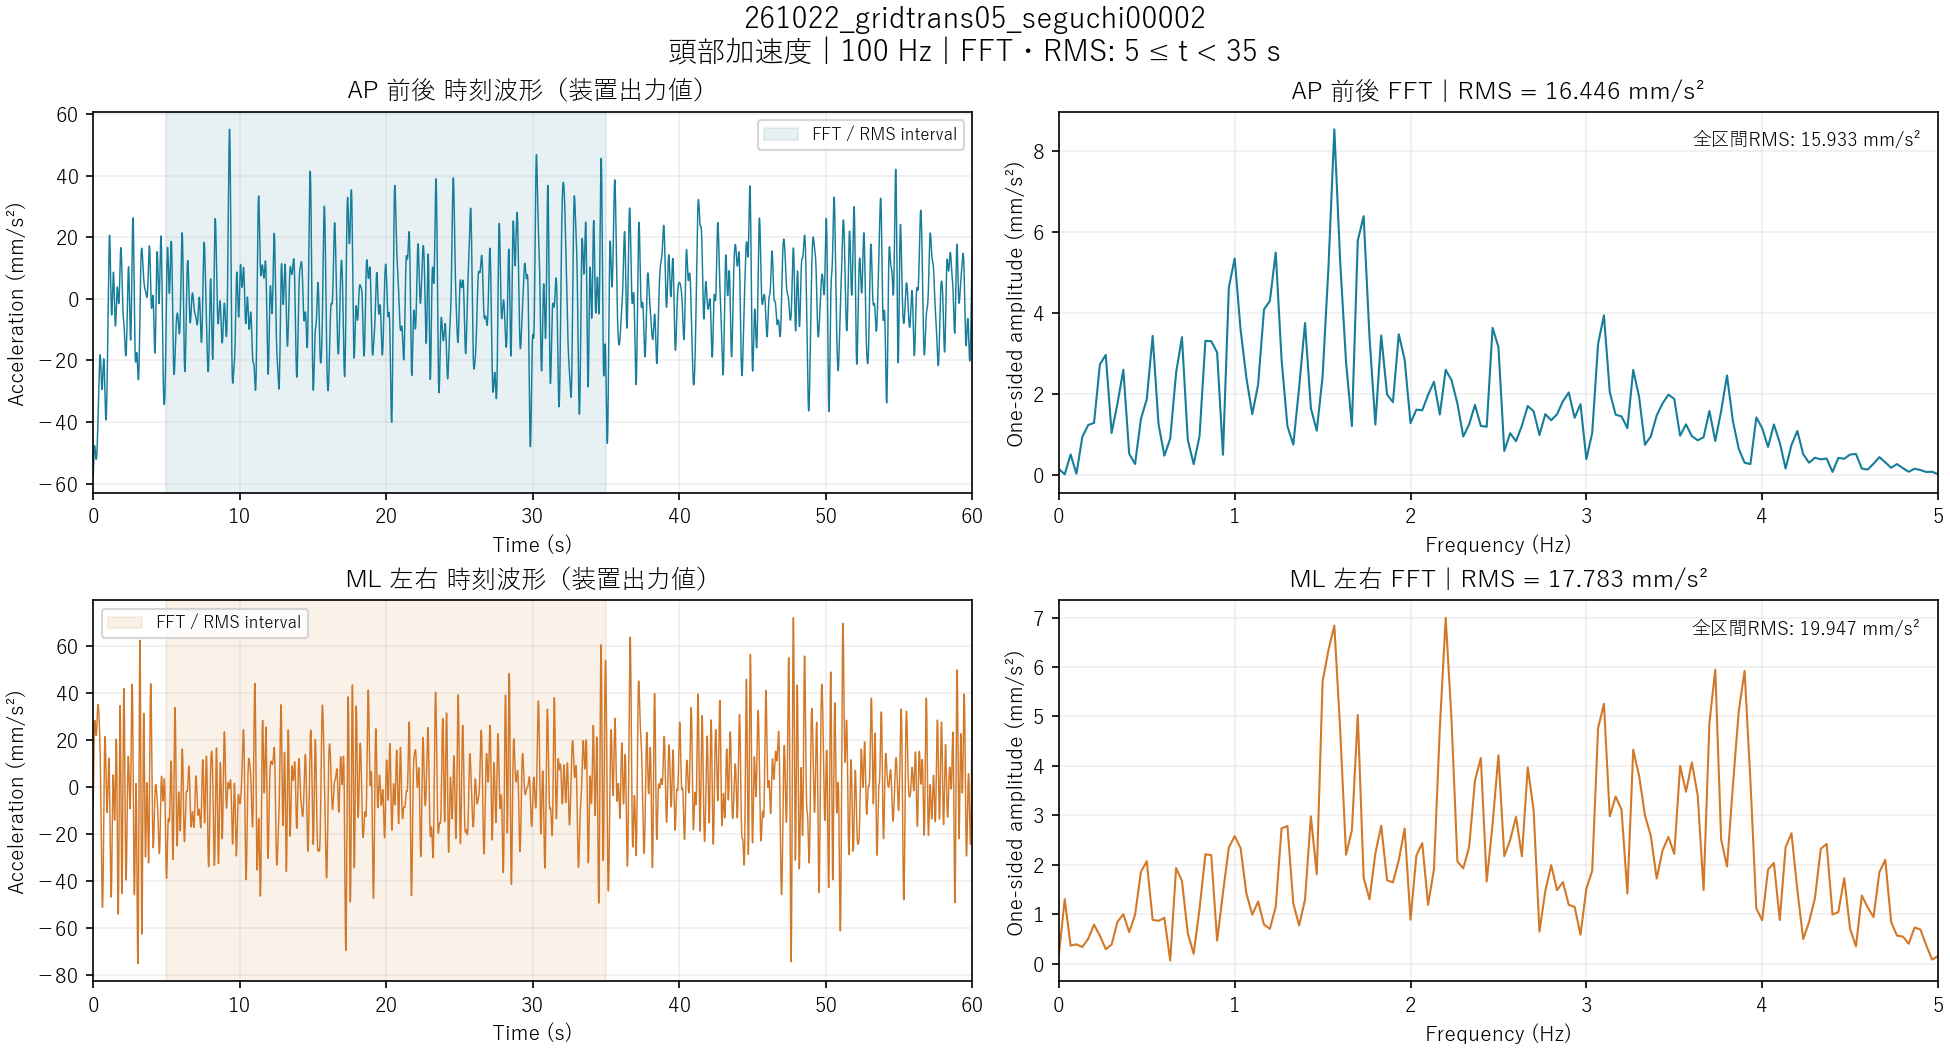 261022_gridtrans05_seguchi00002
頭部加速度 | 100 Hz | FFT・RMS: 5 ≤ t < 35 s
AP 前後 時刻波形（装置出力値）
Acceleration (mm/s²)
60
40
20
0
−20
−40
−60
FFT / RMS interval
0 10 20 30 40 50 60
Time (s)
AP 前後 FFT | RMS = 16.446 mm/s²
One-sided amplitude (mm/s²)
8
6
4
2
0
全区間RMS: 15.933 mm/s²
0 1 2 3 4 5
Frequency (Hz)
ML 左右 時刻波形（装置出力値）
Acceleration (mm/s²)
60
40
20
0
−20
−40
−60
−80
FFT / RMS interval
0 10 20 30 40 50 60
Time (s)
ML 左右 FFT | RMS = 17.783 mm/s²
One-sided amplitude (mm/s²)
7
6
5
4
3
2
1
0
全区間RMS: 19.947 mm/s²
0 1 2 3 4 5
Frequency (Hz)